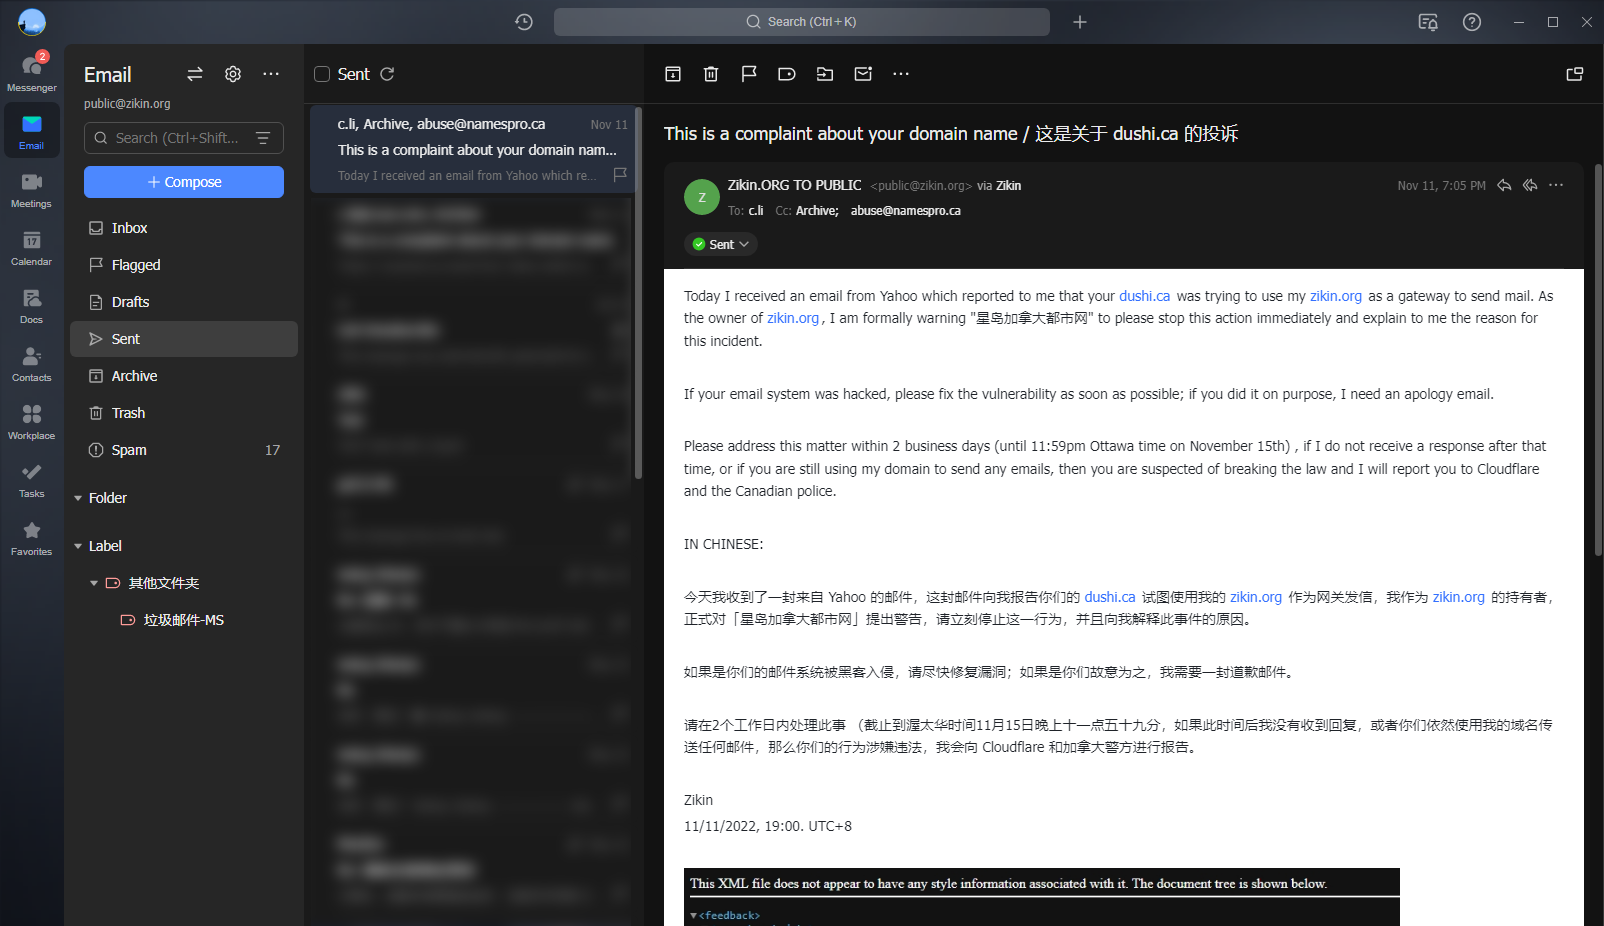 Search (Ctrl+K)
2
Messenger
Email
Meetings
17
Calendar
Docs
Contacts
Workplace
Tasks
Favorites
Email
public@zikin.org
Search (Ctrl+Shift...
Compose
Inbox
Flagged
Drafts
Sent
Archive
Trash
Spam 17
Folder
Label
其他文件夹
垃圾邮件-MS
Sent
c.li, Archive, abuse@namespro.ca Nov 11
This is a complaint about your domain nam...
Today I received an email from Yahoo which re...
This is a complaint about your domain name / 这是关于 dushi.ca 的投诉
Z
Zikin.ORG TO PUBLIC <public@zikin.org> via Zikin Nov 11, 7:05 PM
To: c.li Cc: Archive; abuse@namespro.ca
Sent
Today I received an email from Yahoo which reported to me that your dushi.ca was trying to use my zikin.org as a gateway to send mail. As
the owner of zikin.org, I am formally warning "星岛加拿大都市网" to please stop this action immediately and explain to me the reason for
this incident.
If your email system was hacked, please fix the vulnerability as soon as possible; if you did it on purpose, I need an apology email.
Please address this matter within 2 business days (until 11:59pm Ottawa time on November 15th) , if I do not receive a response after that
time, or if you are still using my domain to send any emails, then you are suspected of breaking the law and I will report you to Cloudflare
and the Canadian police.
IN CHINESE:
今天我收到了一封来自 Yahoo 的邮件，这封邮件向我报告你们的 dushi.ca 试图使用我的 zikin.org 作为网关发信，我作为 zikin.org 的持有者，
正式对「星岛加拿大都市网」提出警告，请立刻停止这一行为，并且向我解释此事件的原因。
如果是你们的邮件系统被黑客入侵，请尽快修复漏洞；如果是你们故意为之，我需要一封道歉邮件。
请在2个工作日内处理此事 （截止到渥太华时间11月15日晚上十一点五十九分，如果此时间后我没有收到回复，或者你们依然使用我的域名传
送任何邮件，那么你们的行为涉嫌违法，我会向 Cloudflare 和加拿大警方进行报告。
Zikin
11/11/2022, 19:00. UTC+8
This XML file does not appear to have any style information associated with it. The document tree is shown below.
<feedback>